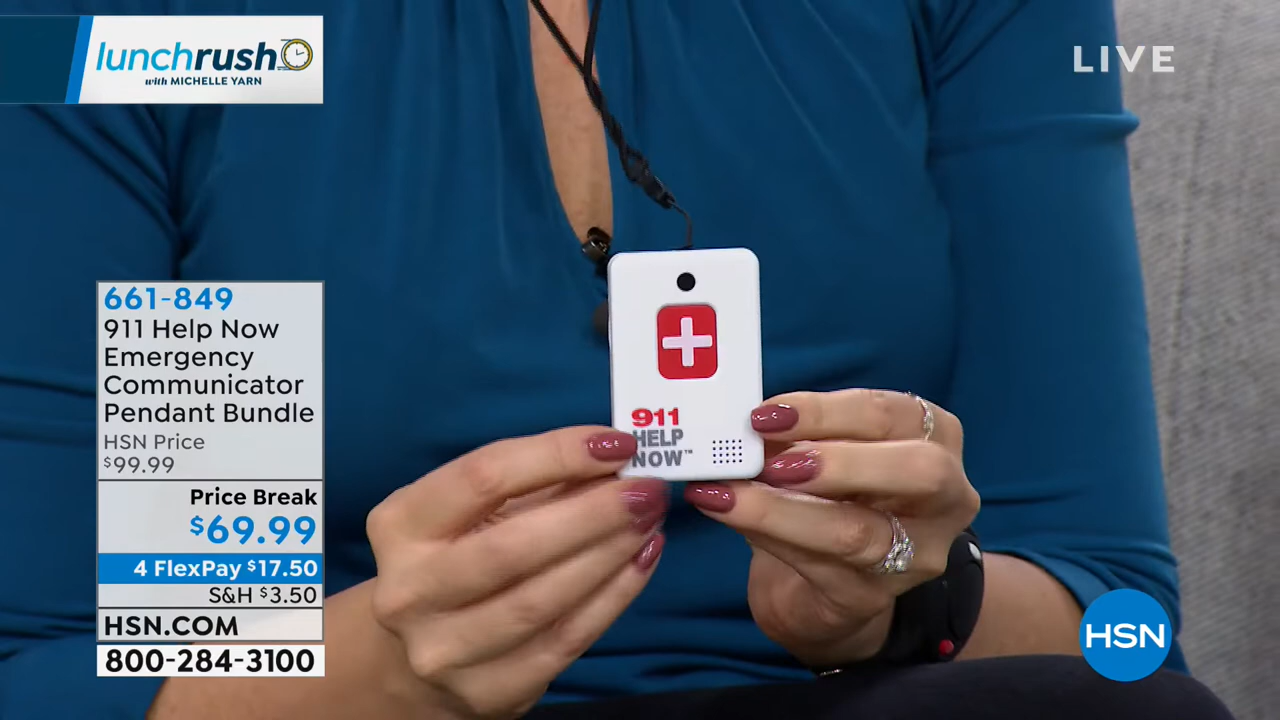 lunchrush
with MICHELLE YARN
LIVE
661-849
911 Help Now
Emergency
Communicator
Pendant Bundle
HSN Price
$99.99
Price Break
$69.99
4 FlexPay $17.50
S&H $3.50
HSN.COM
800-284-3100
911
HELP
NOW™
HSN